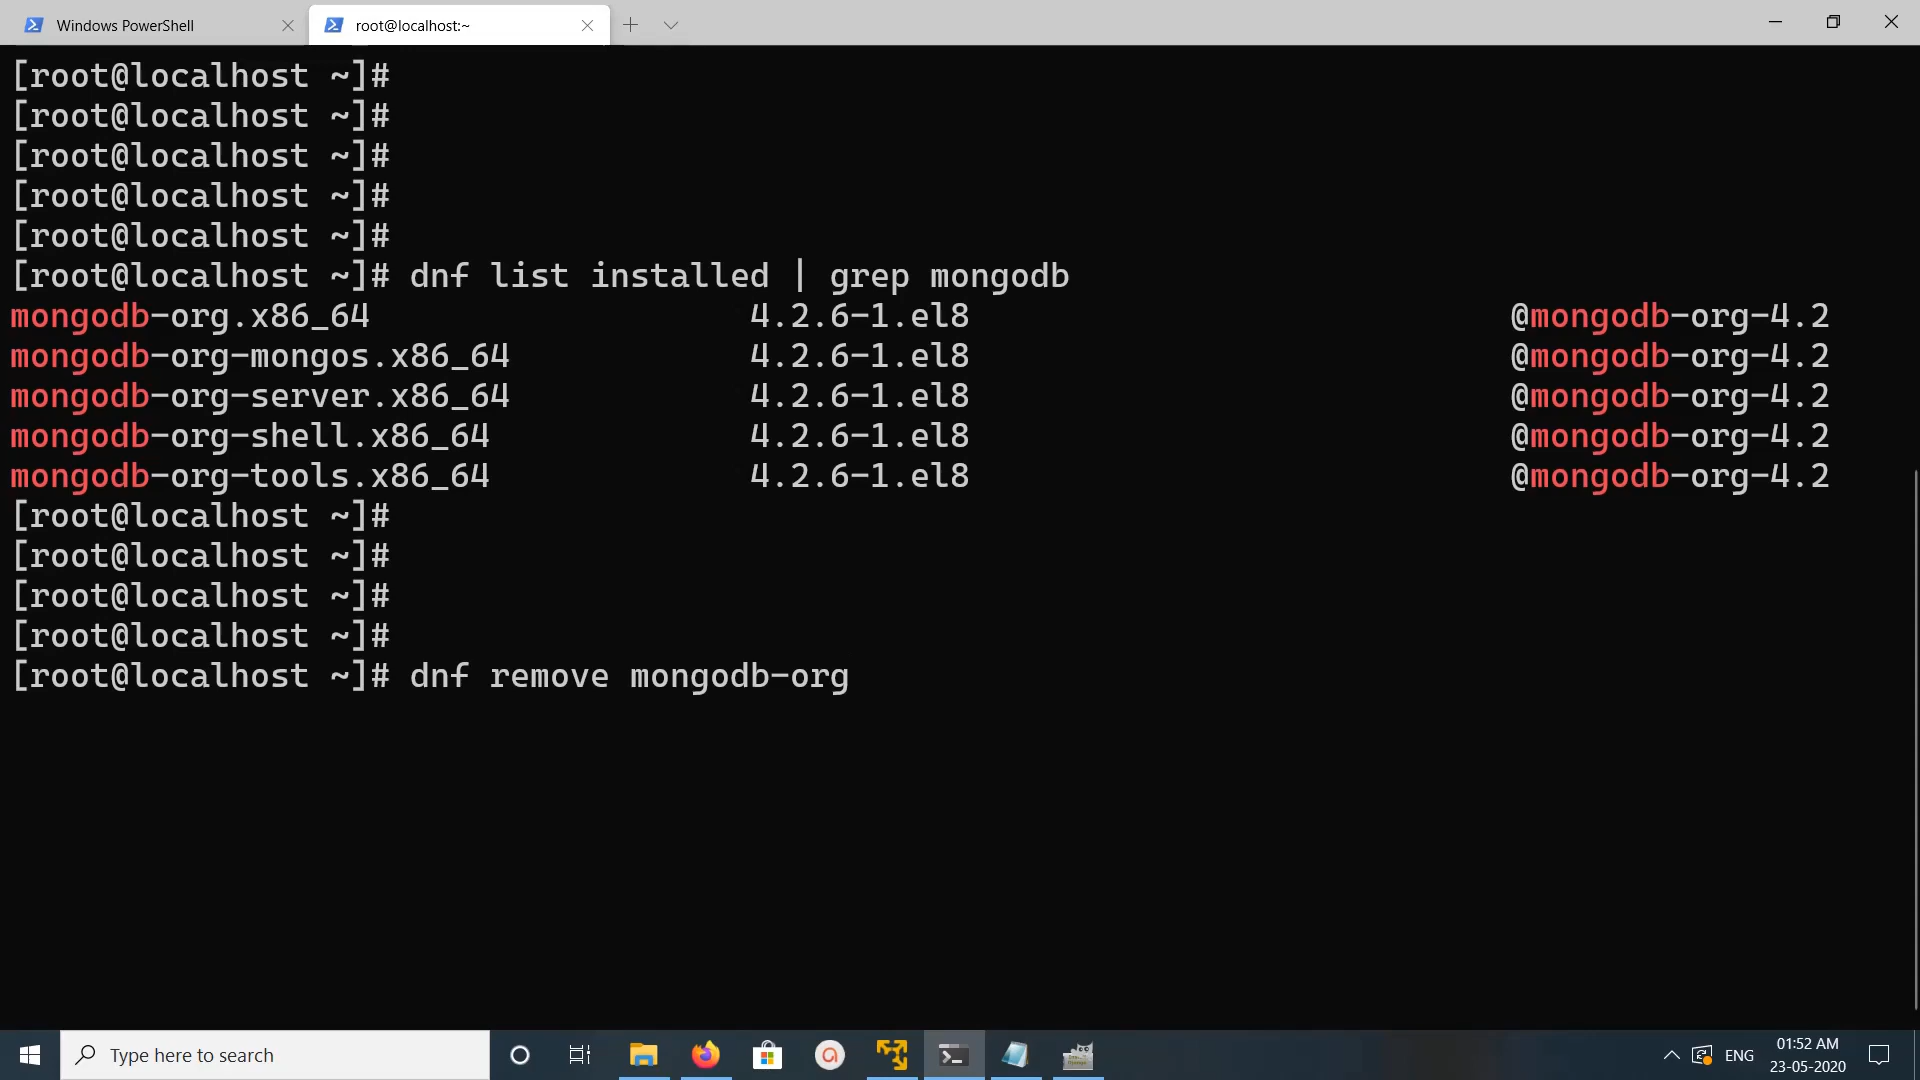 Windows PowerShell
root@localhost:~
[root@localhost ~]#
[root@localhost ~]#
[root@localhost ~]#
[root@localhost ~]#
[root@localhost ~]#
[root@localhost ~]# dnf list installed | grep mongodb
mongodb-org.x86_64 4.2.6-1.el8 @mongodb-org-4.2
mongodb-org-mongos.x86_64 4.2.6-1.el8 @mongodb-org-4.2
mongodb-org-server.x86_64 4.2.6-1.el8 @mongodb-org-4.2
mongodb-org-shell.x86_64 4.2.6-1.el8 @mongodb-org-4.2
mongodb-org-tools.x86_64 4.2.6-1.el8 @mongodb-org-4.2
[root@localhost ~]#
[root@localhost ~]#
[root@localhost ~]#
[root@localhost ~]#
[root@localhost ~]# dnf remove mongodb-org
Type here to search
ENG
01:52 AM
23-05-2020